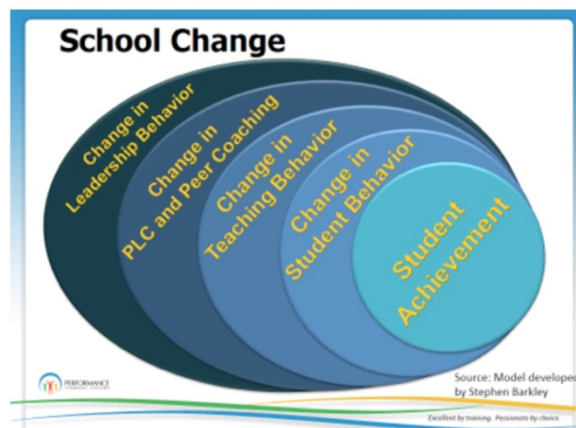 School Change
Change in
Leadership Behavior
Change in
PLC and Peer Coaching
Change in
Teaching Behavior
Change in
Student Behavior
Student
Achievement
PERFORMANCE
Source: Model developed
by Stephen Barkley
Excellent by training. Passionate by choice.